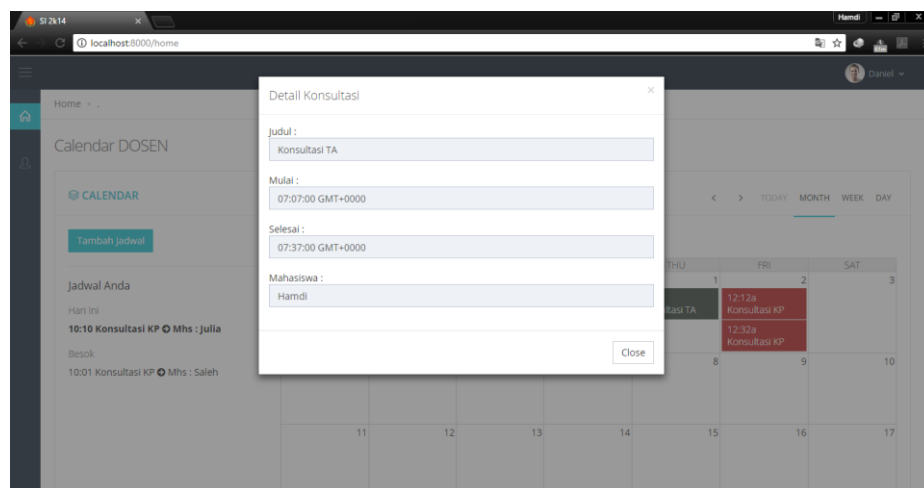 SI 2k14
Hamdi
localhost:8000/home
Daniel
Home
Calendar DOSEN
CALENDAR
TODAY MONTH WEEK DAY
Tambah Jadwal
Jadwal Anda
Hari Ini
10:10 Konsultasi KP Mhs : Julia
Besok
10:01 Konsultasi KP Mhs : Saleh
Detail Konsultasi
×
Judul :
Konsultasi TA
Mulai :
07:07:00 GMT+0000
Selesai :
07:37:00 GMT+0000
Mahasiswa :
Hamdi
Close
THU FRI SAT
1 2 3
ltasi TA
12:12a
Konsultasi KP
12:32a
Konsultasi KP
8 9 10
11 12 13 14 15 16 17